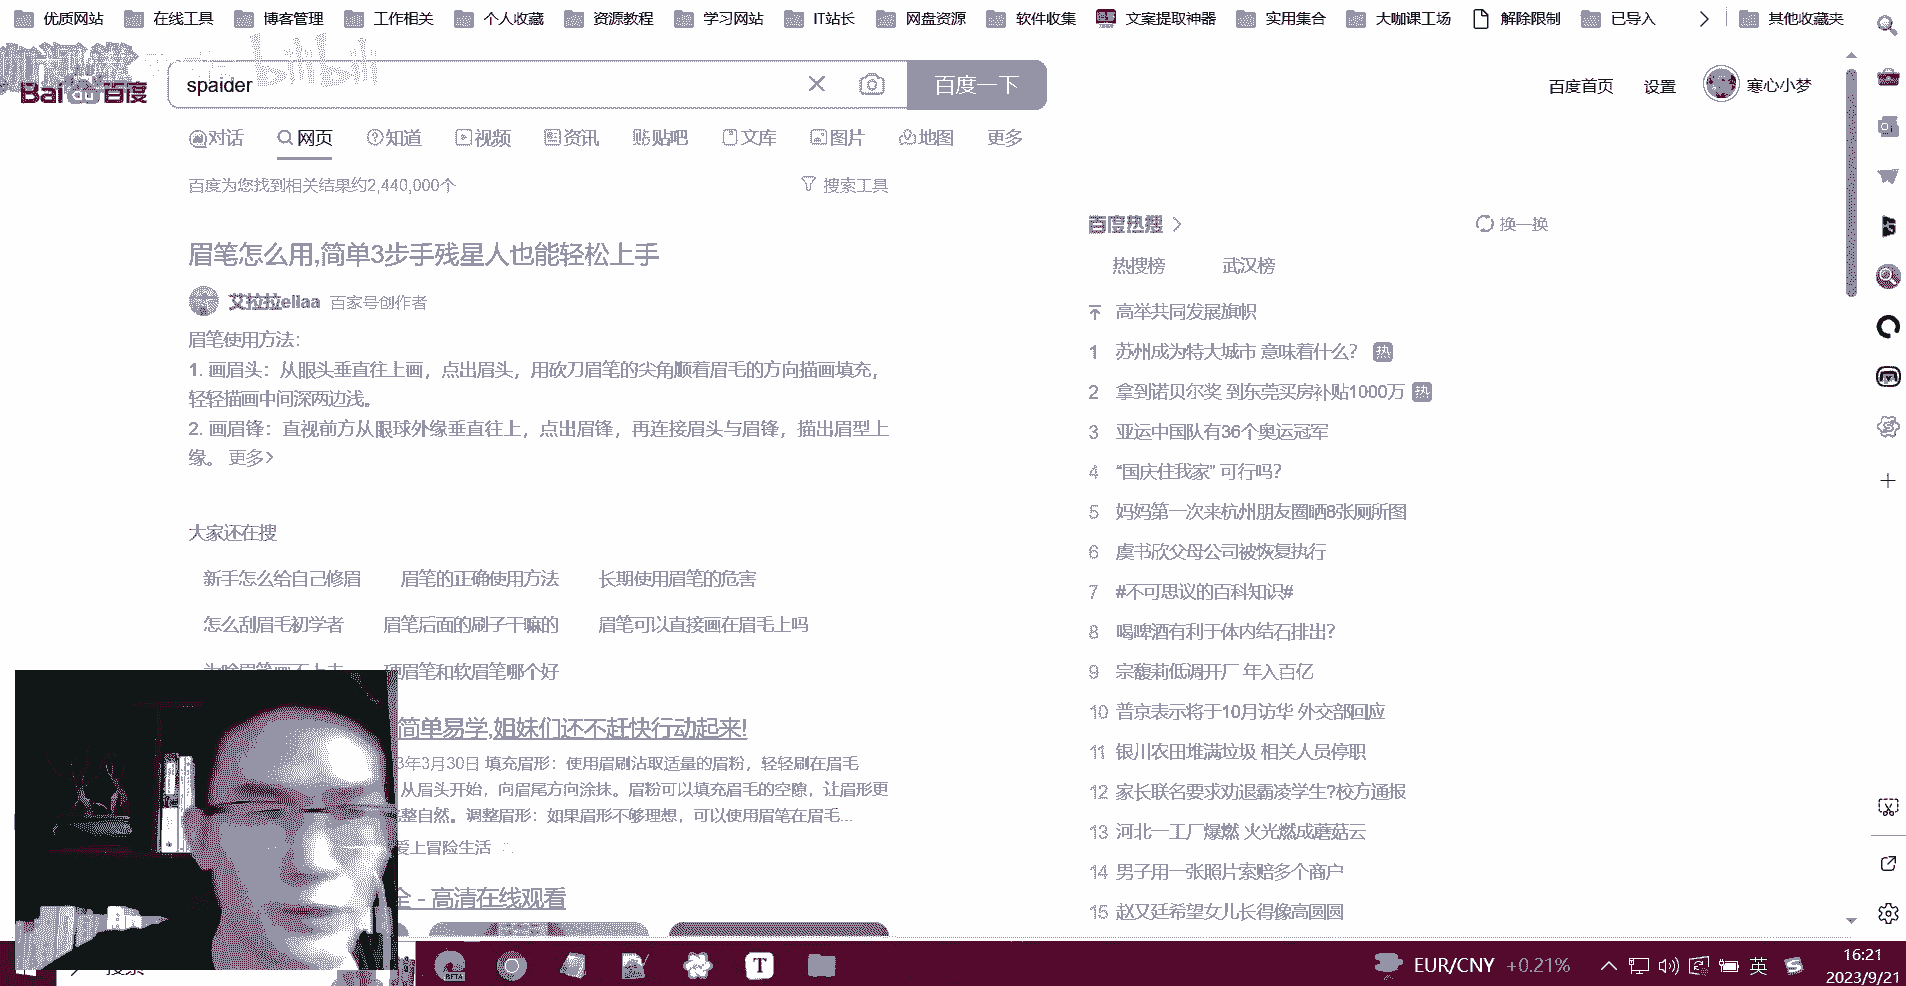 优质网站 在线工具 博客管理 工作相关 个人收藏 资源教程 学习网站 IT站长 网盘资源 软件收集 文案提取神器 实用集合 大咖课工场 解除限制 已导入 其他收藏夹
bilibili
Bai du 百度 spaider 百度一下 百度首页 设置 寒心小梦
对话 网页 知道 视频 资讯 贴吧 文库 图片 地图 更多
百度为您找到相关结果约2,440,000个 搜索工具
眉笔怎么用,简单3步手残星人也能轻松上手
艾拉拉ellaa 百家号创作者
眉笔使用方法：
1. 画眉头：从眼头垂直往上画，点出眉头，用砍刀眉笔的尖角顺着眉毛的方向描画填充，
轻轻描画中间深两边浅。
2. 画眉锋：直视前方从眼球外缘垂直往上，点出眉锋，再连接眉头与眉锋，描出眉型上
缘。 更多>
大家还在搜
新手怎么给自己修眉 眉笔的正确使用方法 长期使用眉笔的危害
怎么刮眉毛初学者 眉笔后面的刷子干嘛的 眉笔可以直接画在眉毛上吗
硬眉笔和软眉笔哪个好
简单易学,姐妹们还不赶快行动起来!
3年3月30日 填充眉形：使用眉刷沾取适量的眉粉，轻轻刷在眉毛
从眉头开始，向眉尾方向涂抹。眉粉可以填充眉毛的空隙，让眉形更
整自然。调整眉形：如果眉形不够理想，可以使用眉笔在眉毛...
爱上冒险生活
全 - 高清在线观看
百度热搜 > 换一换
热搜榜 武汉榜
高举共同发展旗帜
1 苏州成为特大城市 意味着什么？ 热
2 拿到诺贝尔奖 到东莞买房补贴1000万 热
3 亚运中国队有36个奥运冠军
4 “国庆住我家” 可行吗?
5 妈妈第一次来杭州朋友圈晒8张厕所图
6 虞书欣父母公司被恢复执行
7 #不可思议的百科知识#
8 喝啤酒有利于体内结石排出?
9 宗馥莉低调开厂 年入百亿
10 普京表示将于10月访华 外交部回应
11 银川农田堆满垃圾 相关人员停职
12 家长联名要求劝退霸凌学生?校方通报
13 河北一工厂爆燃 火光燃成蘑菇云
14 男子用一张照片索赔多个商户
15 赵又廷希望女儿长得像高圆圆
BETA T EUR/CNY +0.21% 英 16:21
2023/9/21